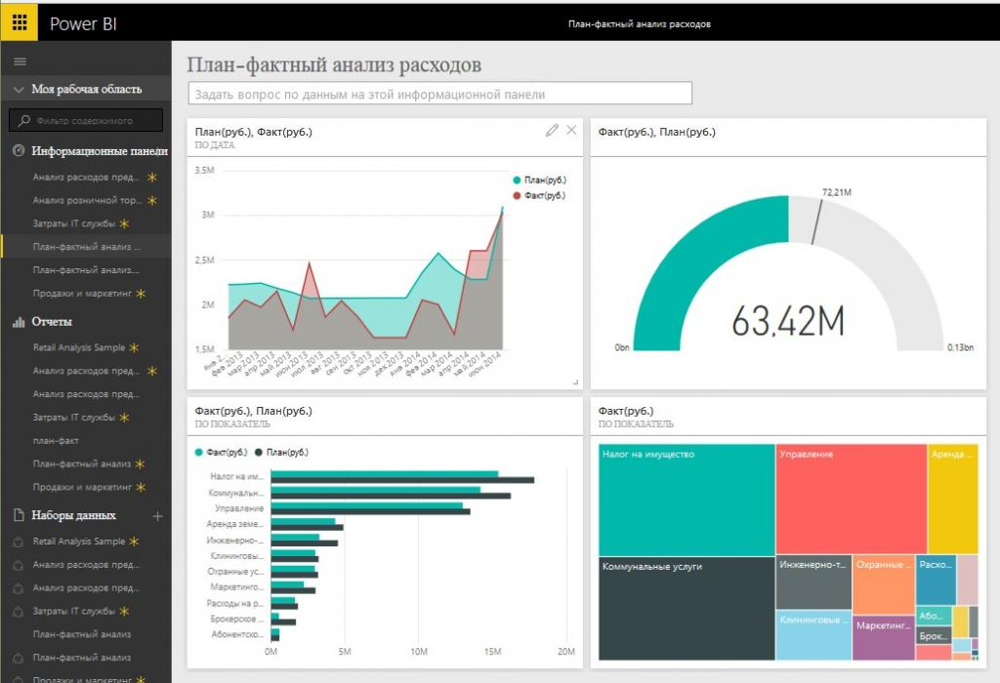 Power BI
План-фактный анализ расходов
Моя рабочая область
Фильтр содержимого
Информационные панели
Анализ расходов пред...
Анализ розничной тор...
Затраты IT службы
План-фактный анализ ...
План-фактный анализ....
Продажи и маркетинг
Отчеты
Retail Analysis Sample
Анализ расходов пред...
Анализ расходов пред...
Затраты IT службы
план-факт
План-фактный анализ
Продажи и маркетинг
Наборы данных
Retail Analysis Sample
Анализ расходов пред...
Анализ расходов пред...
Затраты IT службы
План-фактный анализ
План-фактный анализ
Продажи и маркетинг
План-фактный анализ расходов
Задать вопрос по данным на этой информационной панели
План(руб.), Факт(руб.)
ПО ДАТА
3,5M
3M
2,5M
2M
1,5M
План(руб.)
Факт(руб.)
янв 2...
фев 2013
мар 2013
апр 2013
май 2013
июн 2013
июл 2013
авг 2013
сен 2013
окт 2013
ноя 2013
дек 2013
янв 2014
фев 2014
мар 2014
апр 2014
май 2014
июн 2014
Факт(руб.), План(руб.)
72,21M
63,42M
0bn
0,13bn
Факт(руб.), План(руб.)
ПО ПОКАЗАТЕЛЬ
Факт(руб.) План(руб.)
Налог на им...
Коммунальн...
Управление
Аренда земе...
Инженерно-...
Клининговы...
Охранные ус...
Маркетинго...
Расходы на р...
Брокерское ...
Абонентско...
0M 5M 10M 15M 20M
Факт(руб.)
ПО ПОКАЗАТЕЛЬ
Налог на имущество
Управление
Аренда ...
Коммунальные услуги
Инженерно-т...
Охранные ...
Расхо...
Клининговые ...
Маркетинг...
Або...
Брок...